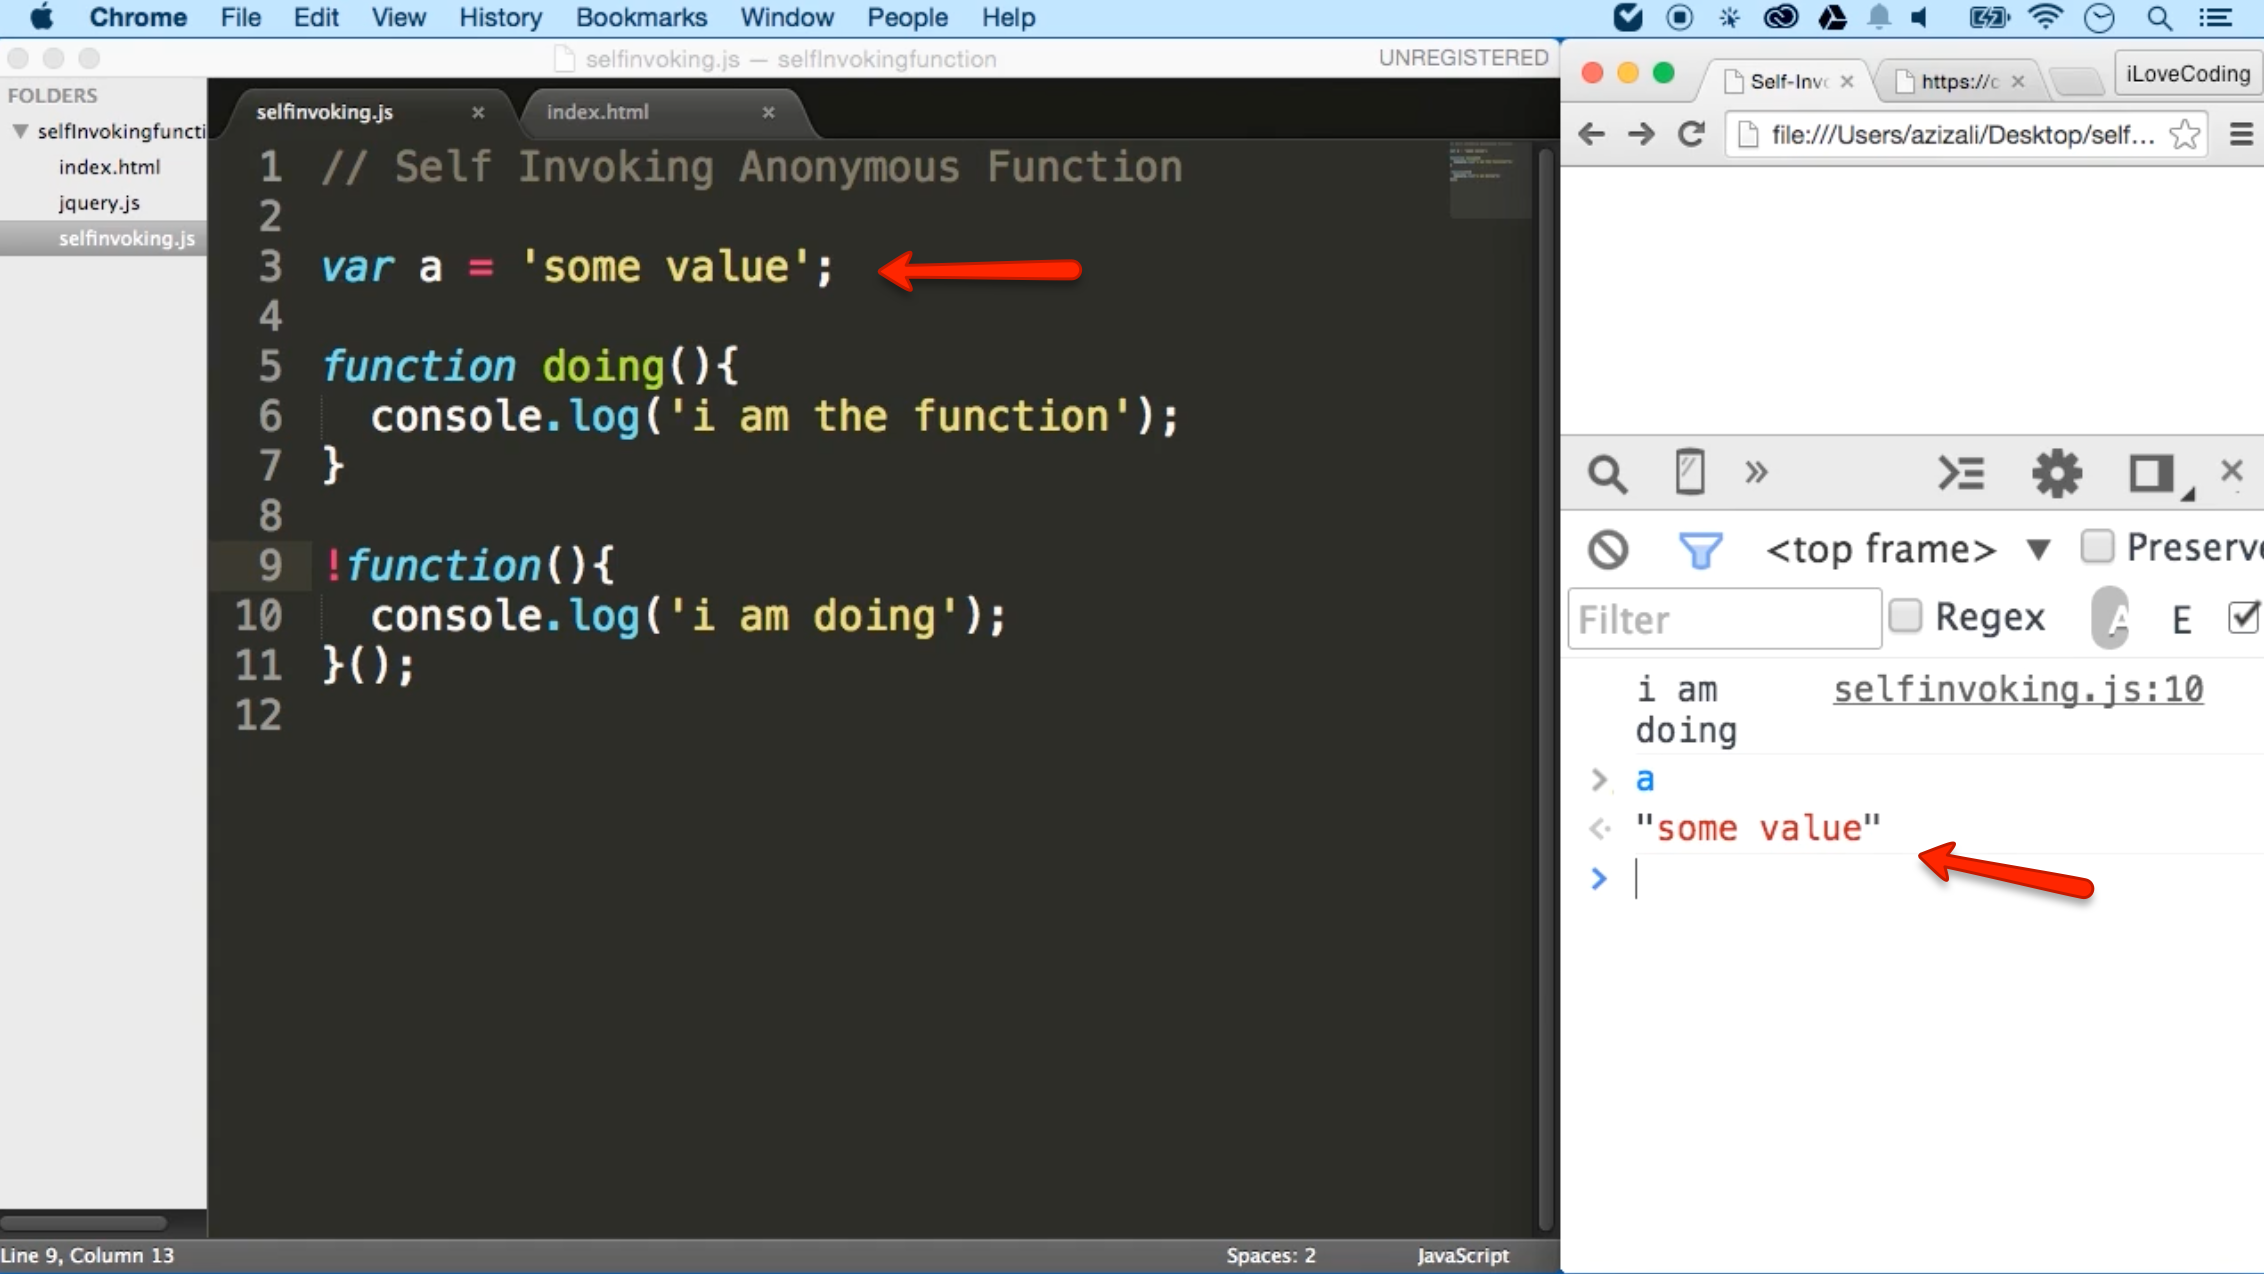 Chrome File Edit View History Bookmarks Window People Help
selfinvoking.js — selfInvokingfunction
UNREGISTERED
FOLDERS
selfInvokingfuncti
index.html
jquery.js
selfinvoking.js
selfinvoking.js × index.html ×
1 // Self Invoking Anonymous Function
2
3 var a = 'some value';
4
5 function doing(){
6 console.log('i am the function');
7 }
8
9 !function(){
10 console.log('i am doing');
11 }();
12
Line 9, Column 13
Spaces: 2
JavaScript
Self-Inv × https://c × iLoveCoding
file:///Users/azizali/Desktop/self...
<top frame> ▼ Preserve
Filter Regex A E
i am selfinvoking.js:10
doing
> a
"some value"
>